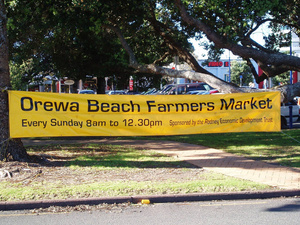 Orewa Beach Farmers Market
Every Sunday 8am to 12.30pm Sponsored by the Rodney Economic Development Trust